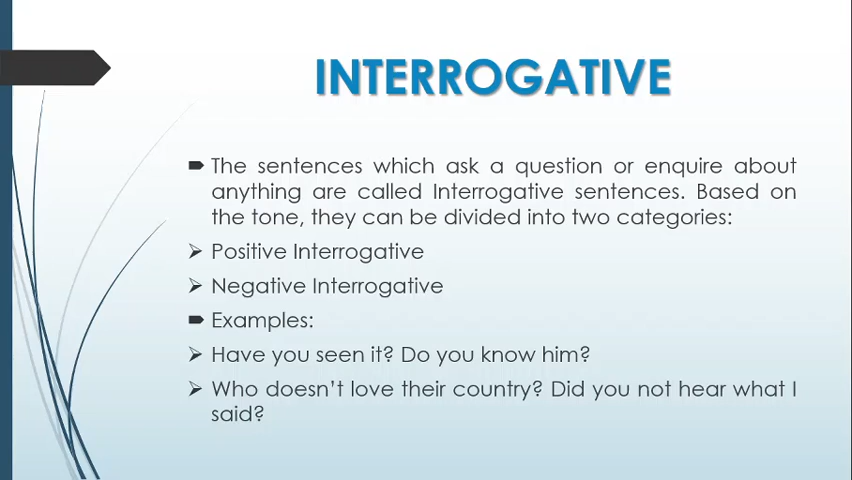 INTERROGATIVE
The sentences which ask a question or enquire about
anything are called Interrogative sentences. Based on
the tone, they can be divided into two categories:
Positive Interrogative
Negative Interrogative
Examples:
Have you seen it? Do you know him?
Who doesn't love their country? Did you not hear what I
said?